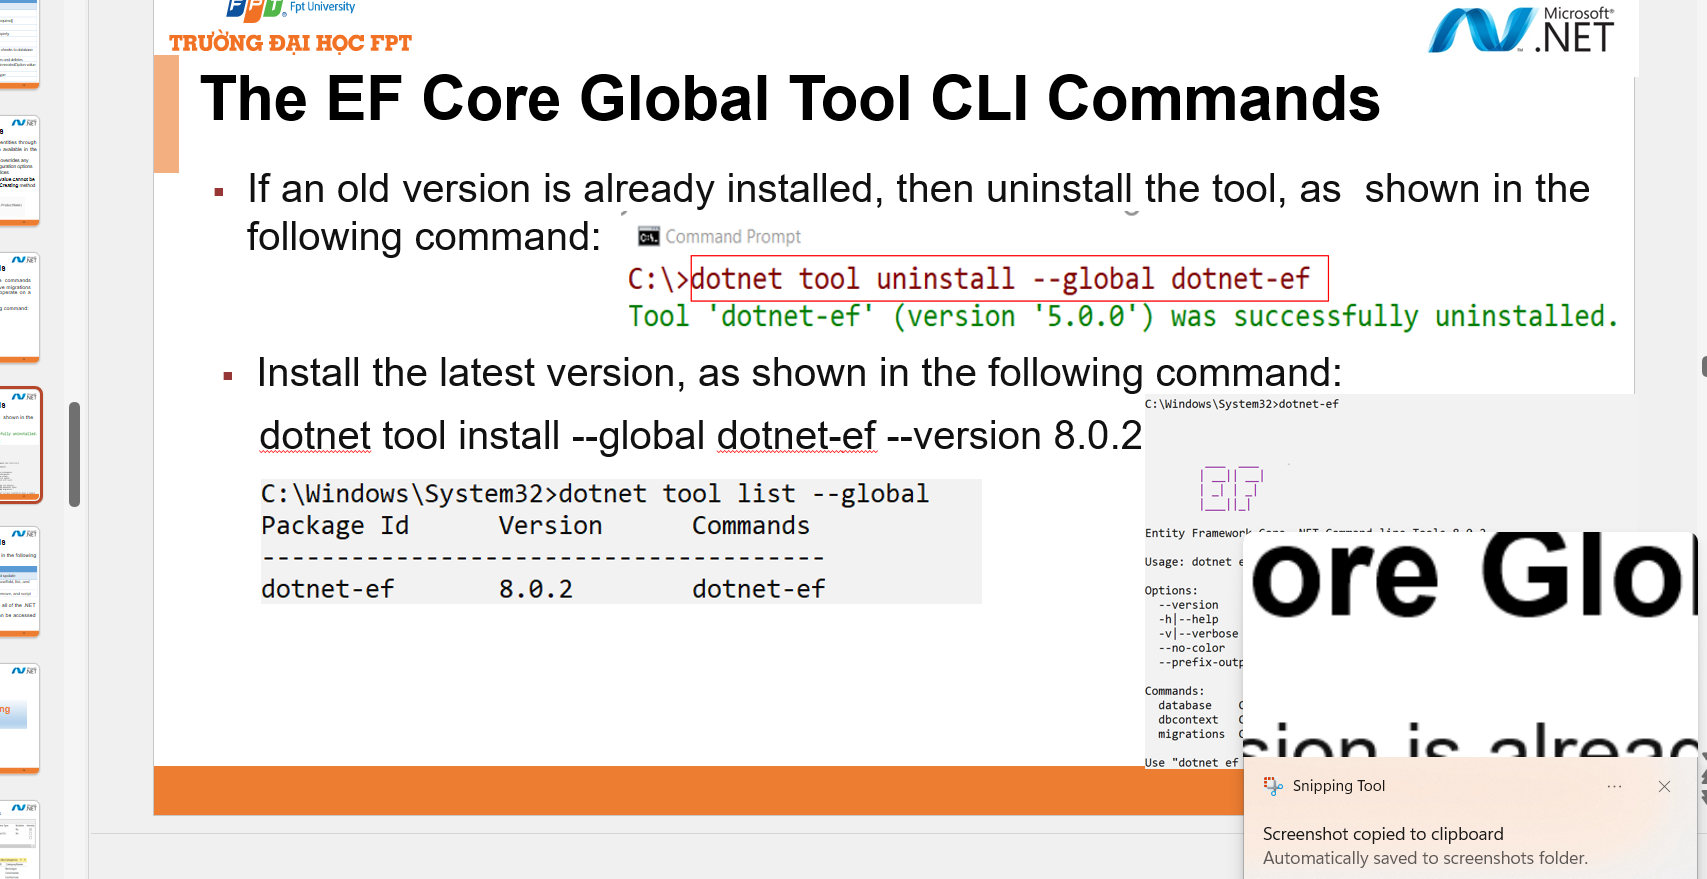 Fpt University
TRƯỜNG ĐẠI HỌC FPT
Microsoft®
.NET
The EF Core Global Tool CLI Commands
If an old version is already installed, then uninstall the tool, as shown in the
following command:
Command Prompt
C:\>dotnet tool uninstall --global dotnet-ef
Tool 'dotnet-ef' (version '5.0.0') was successfully uninstalled.
Install the latest version, as shown in the following command:
dotnet tool install --global dotnet-ef --version 8.0.2
C:\Windows\System32>dotnet tool list --global
Package Id Version Commands
--------------------------------------
dotnet-ef 8.0.2 dotnet-ef
C:\Windows\System32>dotnet-ef
Entity Framework Core .NET Command-line Tools 8.0.2
Usage: dotnet e
Options:
--version
-h|--help
-v|--verbose
--no-color
--prefix-outp
Commands:
database
dbcontext
migrations
Use "dotnet ef
ore Glo
sion is alread
Snipping Tool
Screenshot copied to clipboard
Automatically saved to screenshots folder.